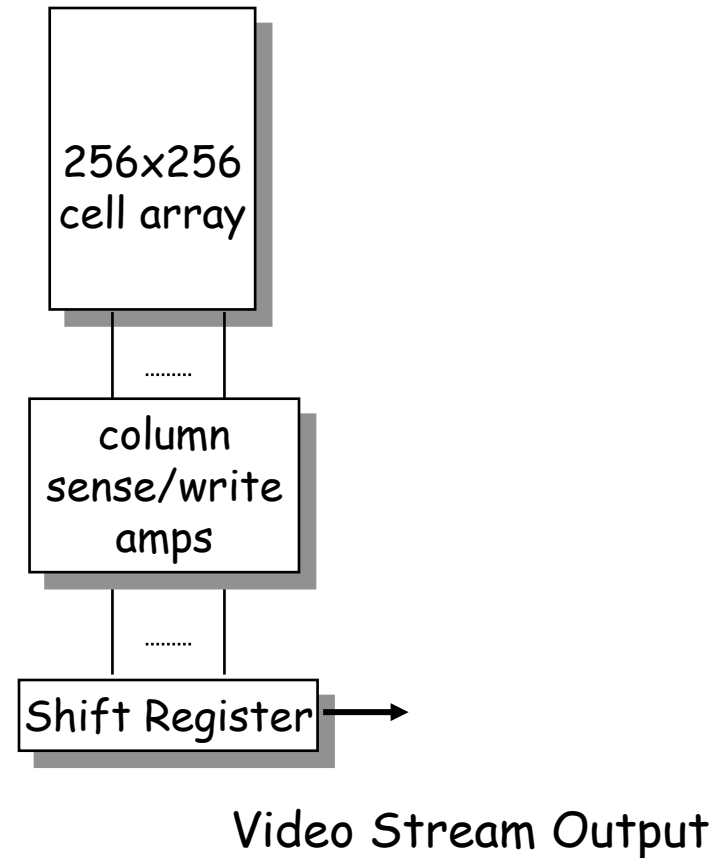 256x256
cell array
.........
column
sense/write
amps
.........
Shift Register
Video Stream Output